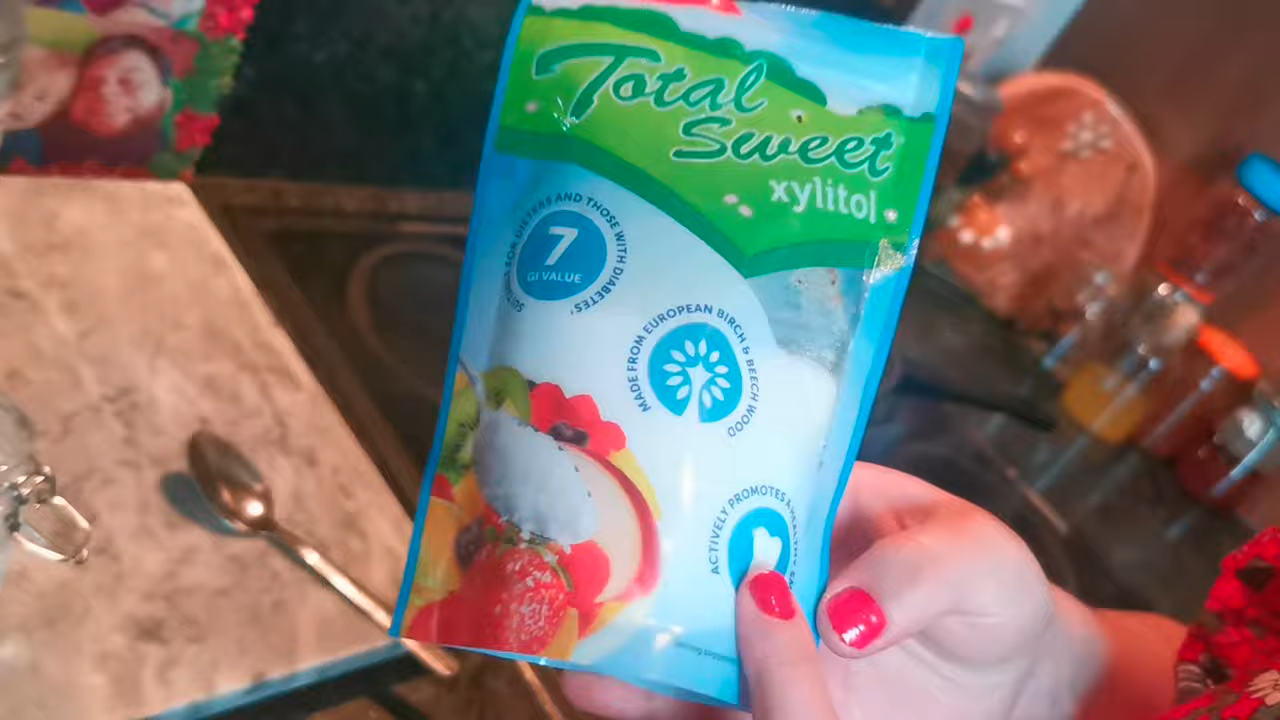 Total
Sweet
xylitol
SUITABLE FOR DIETERS AND THOSE WITH DIABETES
7
GI VALUE
MADE FROM EUROPEAN BIRCH & BEECH WOOD
ACTIVELY PROMOTES A HEALTHY